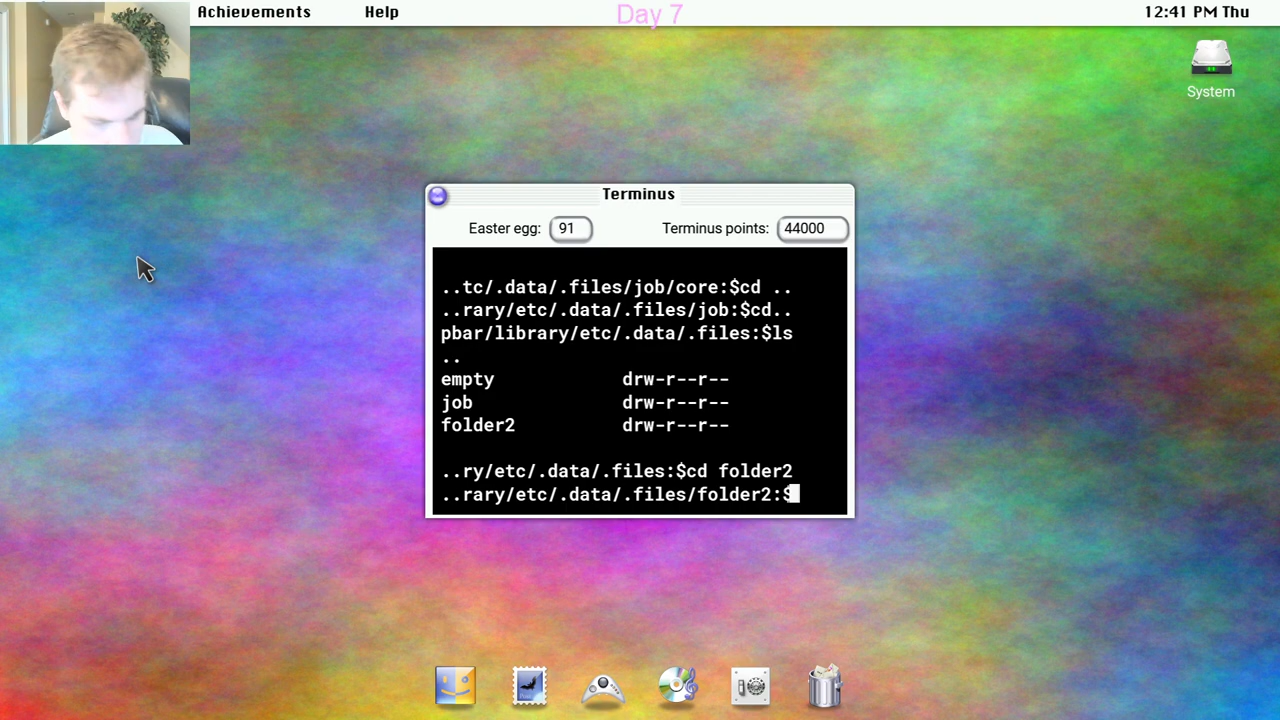 Achievements Help Day 7 12:41 PM Thu
System
Terminus
Easter egg: 91 Terminus points: 44000
..tc/.data/.files/job/core:$cd ..
..rary/etc/.data/.files/job:$cd..
pbar/library/etc/.data/.files:$ls
..
empty drw-r--r--
job drw-r--r--
folder2 drw-r--r--
..ry/etc/.data/.files:$cd folder2
..rary/etc/.data/.files/folder2:$